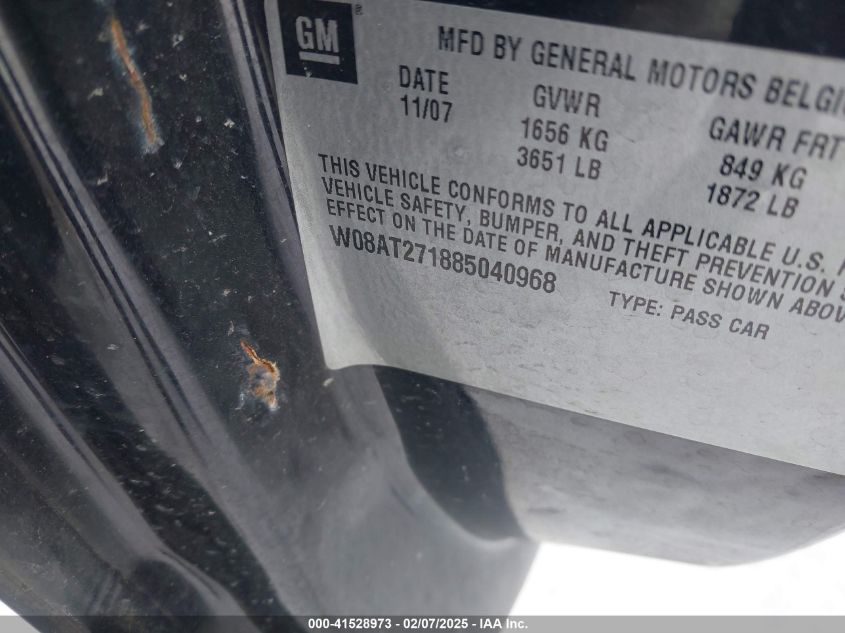 GM ®
MFD BY GENERAL MOTORS
DATE GVWR GAWR FRT
11/07 1656 KG 849 KG
3651 LB 1872 LB
THIS VEHICLE CONFORMS TO ALL APPLICABLE U.S.
VEHICLE SAFETY, BUMPER, AND THEFT PREVENTION
EFFECT ON THE DATE OF MANUFACTURE SHOWN
W08AT271885040968 TYPE: PASS CAR
000-41528973 - 02/07/2025 - IAA Inc.